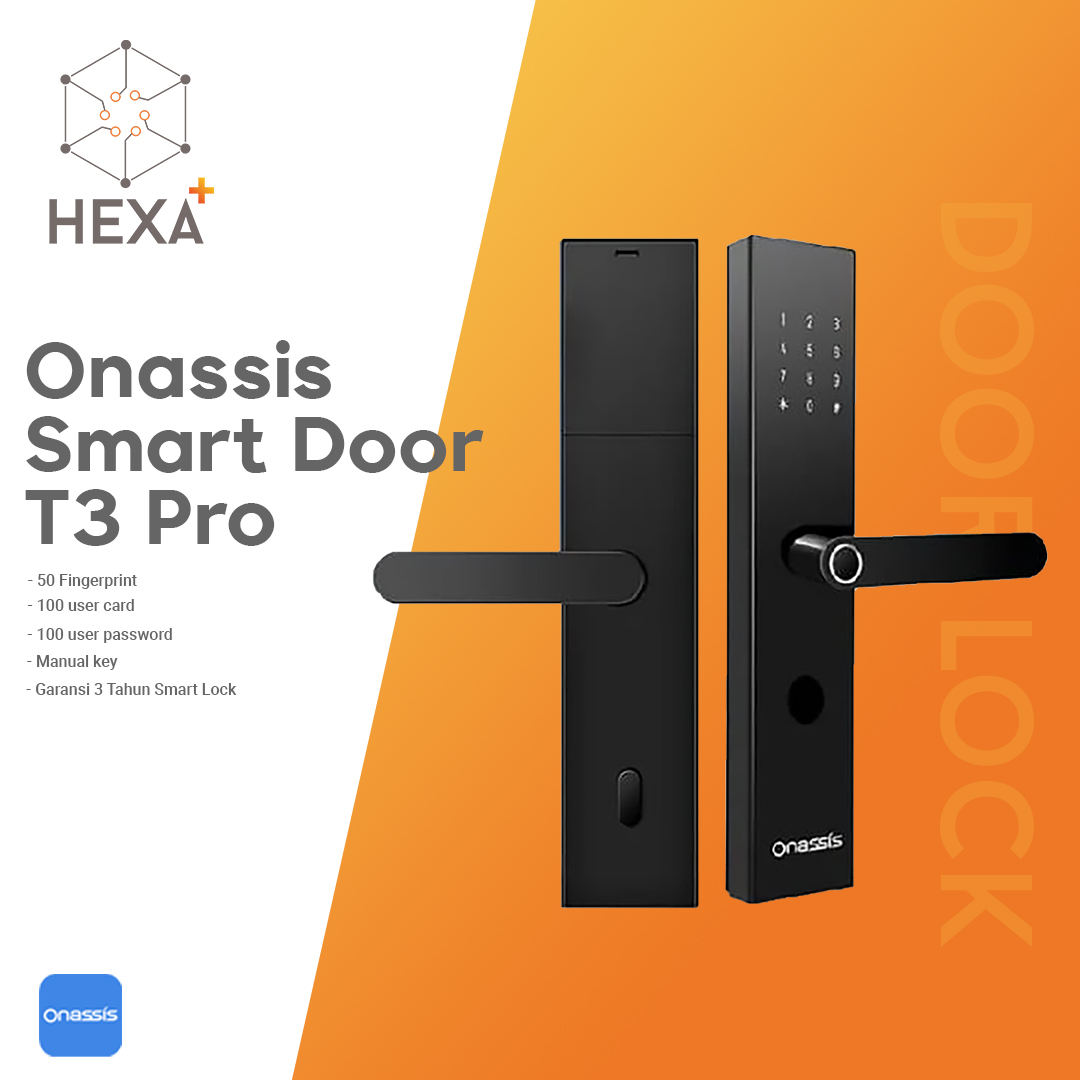 HEXA+
Onassis
Smart Door
T3 Pro
- 50 Fingerprint
- 100 user card
- 100 user password
- Manual key
- Garansi 3 Tahun Smart Lock
1 2 3
4 5 6
7 8 9
* 0 #
Onassis
DOOR LOCK
Onassis